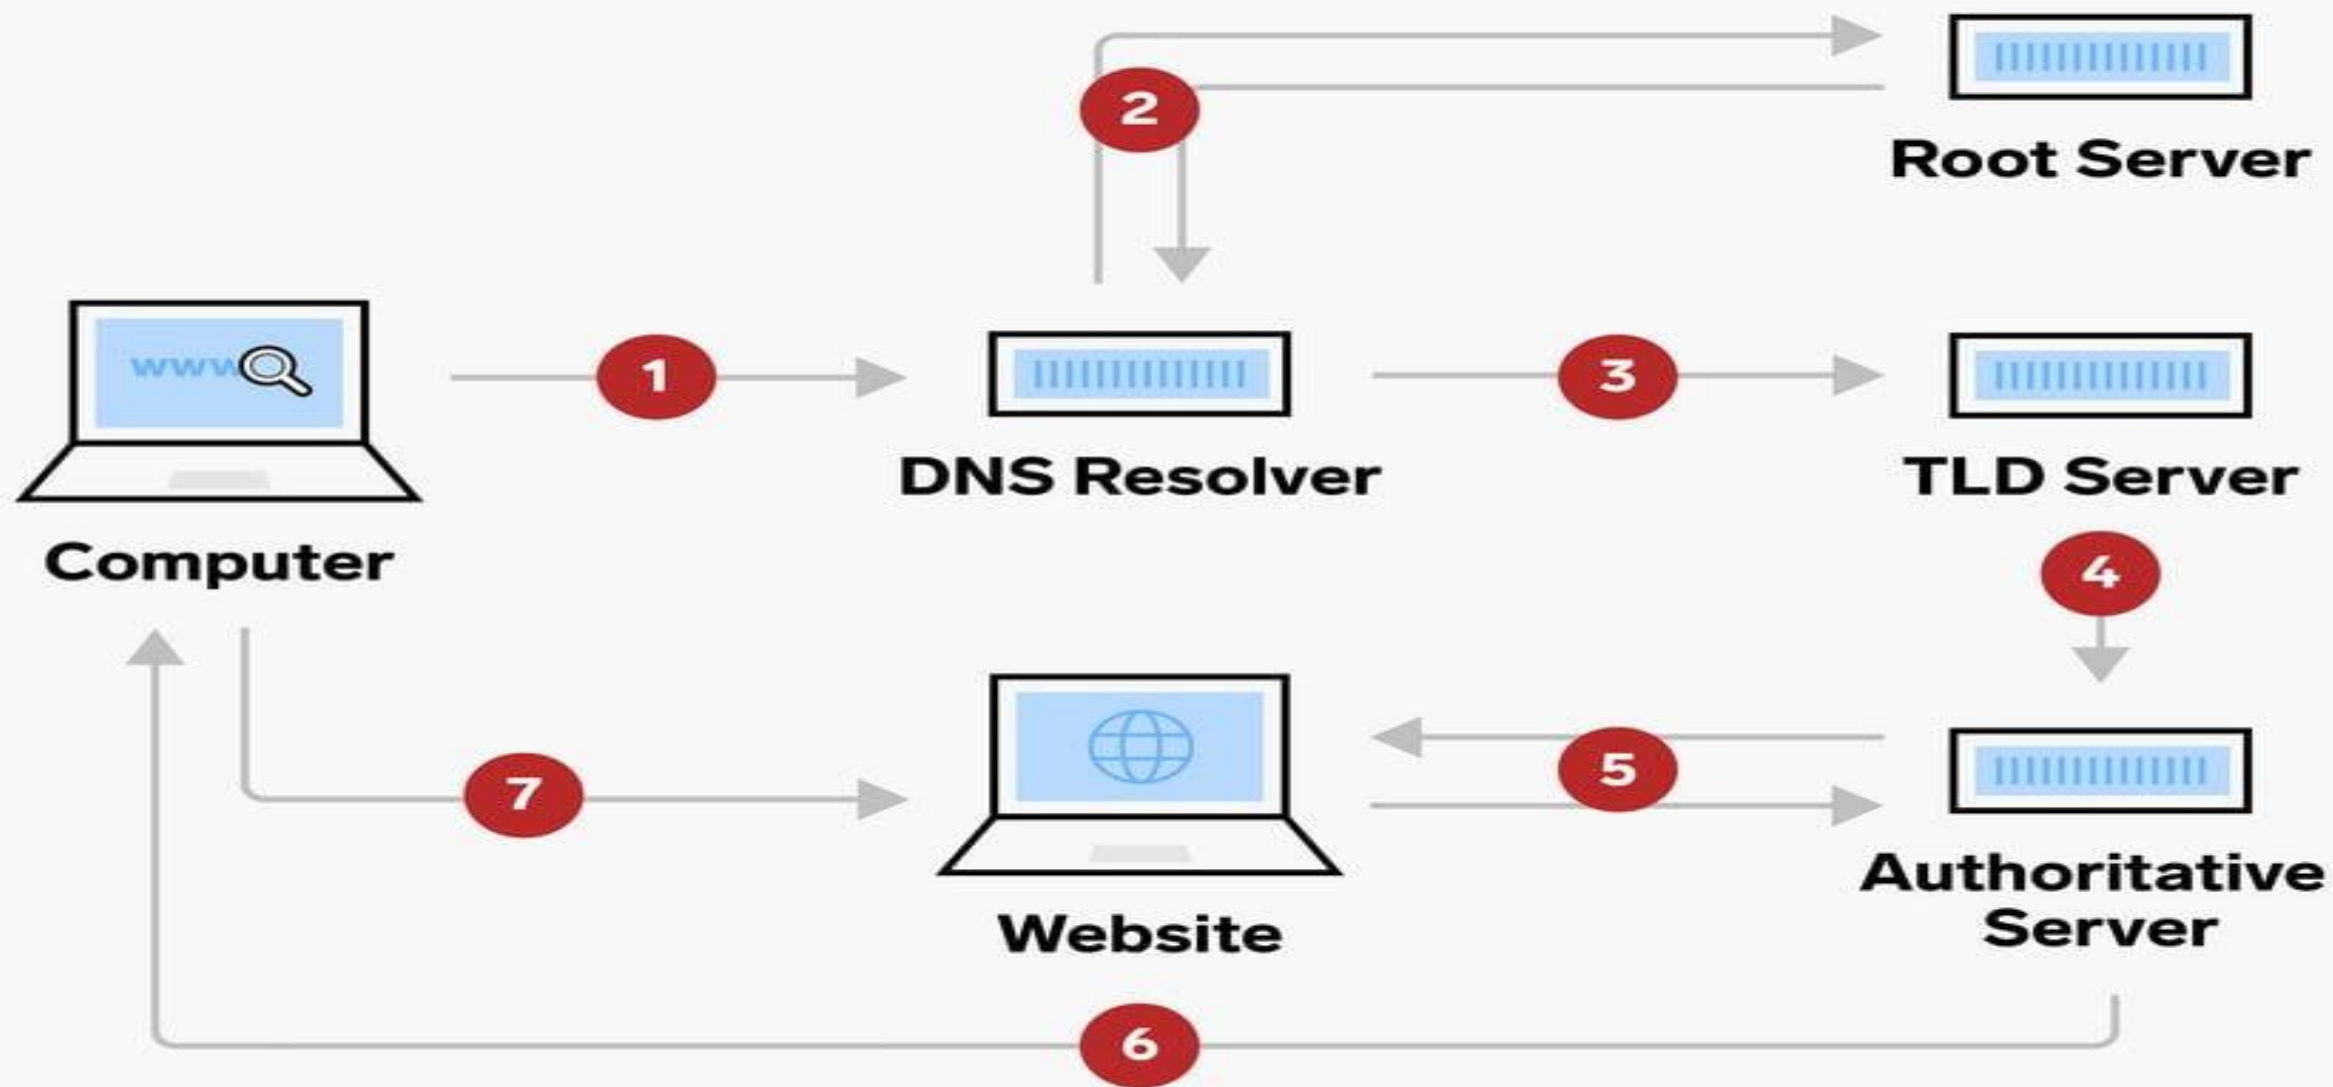 2
Root Server
www
1
3
DNS Resolver
TLD Server
Computer
4
7
5
Website
Authoritative
Server
6